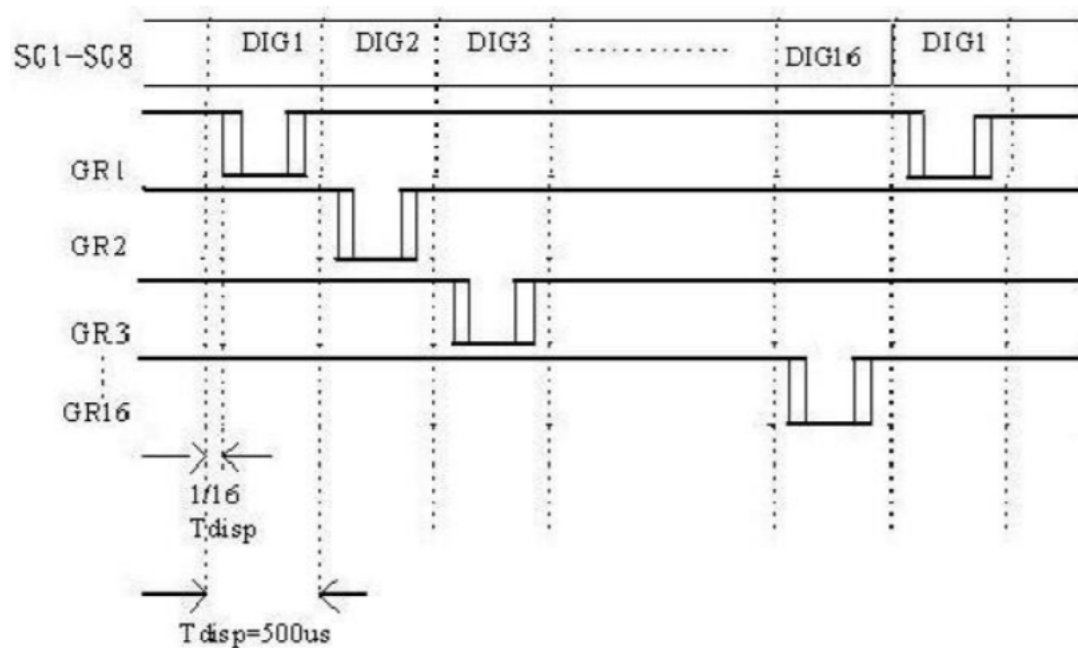 SG1-SG8 DIG1 DIG2 DIG3 DIG16 DIG1
GR1
GR2
GR3
GR16
1/16
Tdisp
Tdisp=500us